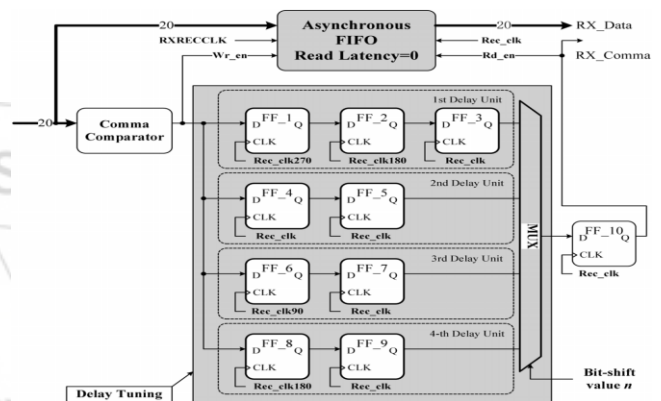 20
Asynchronous
FIFO
Read Latency=0
20
RX_Data
RXRECCLK
Rec_clk
Wr_en
Rd_en
RX_Comma
20
Comma
Comparator
1st Delay Unit
D FF_1 Q
CLK
Rec_clk270
D FF_2 Q
CLK
Rec_clk180
D FF_3 Q
CLK
Rec_clk
2nd Delay Unit
D FF_4 Q
CLK
Rec_clk
D FF_5 Q
CLK
Rec_clk
3rd Delay Unit
D FF_6 Q
CLK
Rec_clk90
D FF_7 Q
CLK
Rec_clk
4-th Delay Unit
D FF_8 Q
CLK
Rec_clk180
D FF_9 Q
CLK
Rec_clk
MUX
D FF_10 Q
CLK
Rec_clk
Delay Tuning
Bit-shift
value n